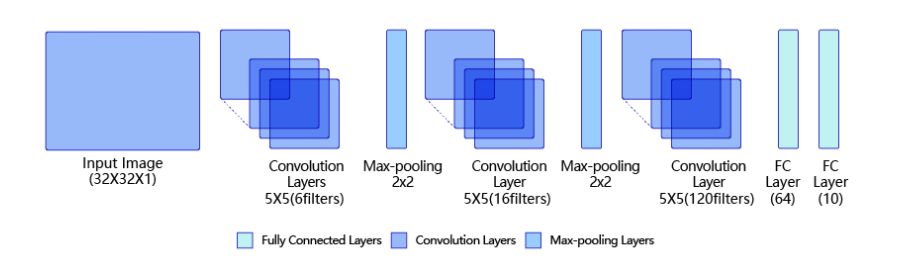 Input Image
(32X32X1)
Convolution
Layers
5X5(6filters)
Max-pooling
2x2
Convolution
Layer
5X5(16filters)
Max-pooling
2x2
Convolution
Layer
5X5(120filters)
FC
Layer
(64)
FC
Layer
(10)
Fully Connected Layers
Convolution Layers
Max-pooling Layers